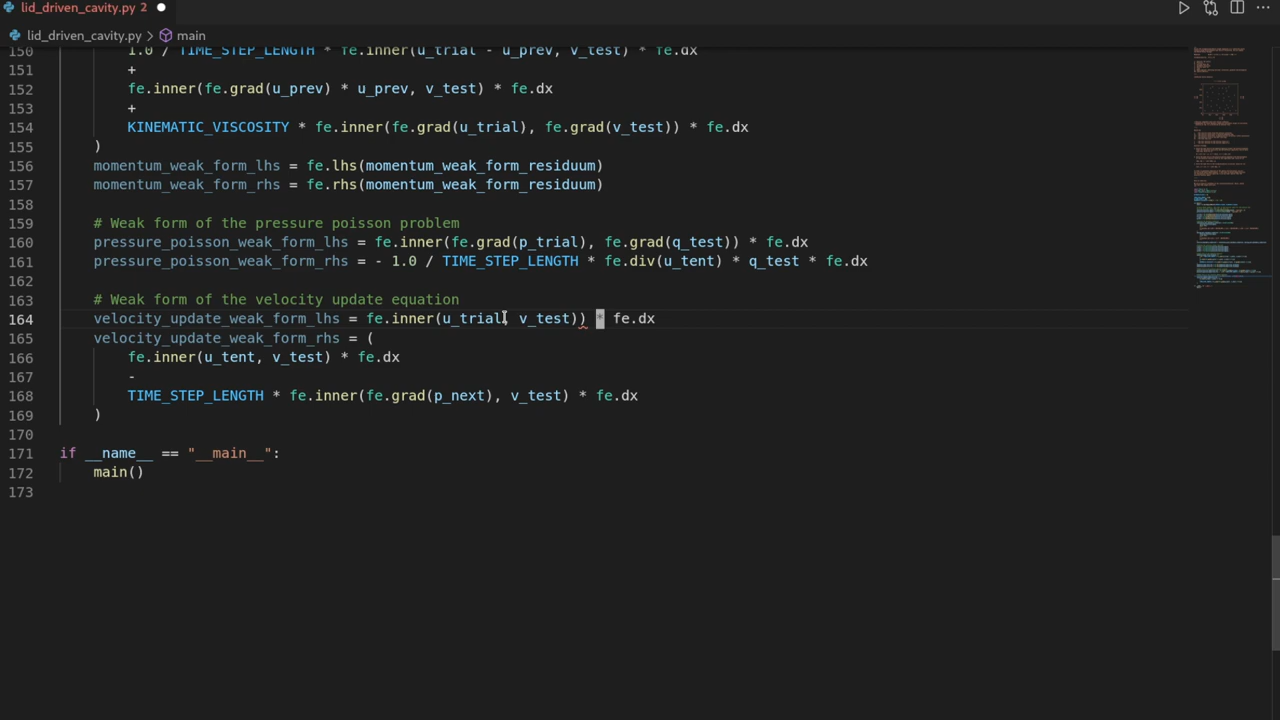 lid_driven_cavity.py 2
lid_driven_cavity.py > main
150 1.0 / TIME_STEP_LENGTH * fe.inner(u_trial - u_prev, v_test) * fe.dx
151 +
152 fe.inner(fe.grad(u_prev) * u_prev, v_test) * fe.dx
153 +
154 KINEMATIC_VISCOSITY * fe.inner(fe.grad(u_trial), fe.grad(v_test)) * fe.dx
155 )
156 momentum_weak_form_lhs = fe.lhs(momentum_weak_form_residuum)
157 momentum_weak_form_rhs = fe.rhs(momentum_weak_form_residuum)
158
159 # Weak form of the pressure poisson problem
160 pressure_poisson_weak_form_lhs = fe.inner(fe.grad(p_trial), fe.grad(q_test)) * fe.dx
161 pressure_poisson_weak_form_rhs = - 1.0 / TIME_STEP_LENGTH * fe.div(u_tent) * q_test * fe.dx
162
163 # Weak form of the velocity update equation
164 velocity_update_weak_form_lhs = fe.inner(u_trial, v_test)) * fe.dx
165 velocity_update_weak_form_rhs = (
166 fe.inner(u_tent, v_test) * fe.dx
167 -
168 TIME_STEP_LENGTH * fe.inner(fe.grad(p_next), v_test) * fe.dx
169 )
170
171 if __name__ == "__main__":
172 main()
173